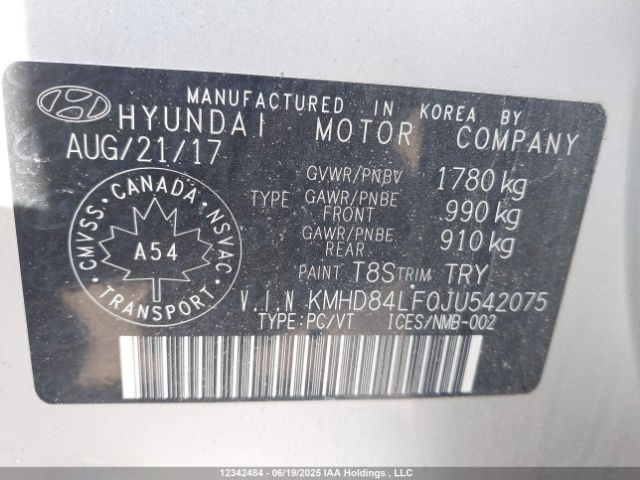 MANUFACTURED IN KOREA BY
HYUNDAI MOTOR COMPANY
AUG/21/17
GVWR/PNBV 1780 kg
TYPE GAWR/PNBE FRONT 990 kg
GAWR/PNBE REAR 910 kg
CMVSS · CANADA · NSVAC
A54
TRANSPORT
PAINT T8S TRIM TRY
V.I.N KMHD84LF0JU542075
TYPE:PC/VT ICES/NMB-002
12342484 - 06/19/2025 IAA Holdings , LLC